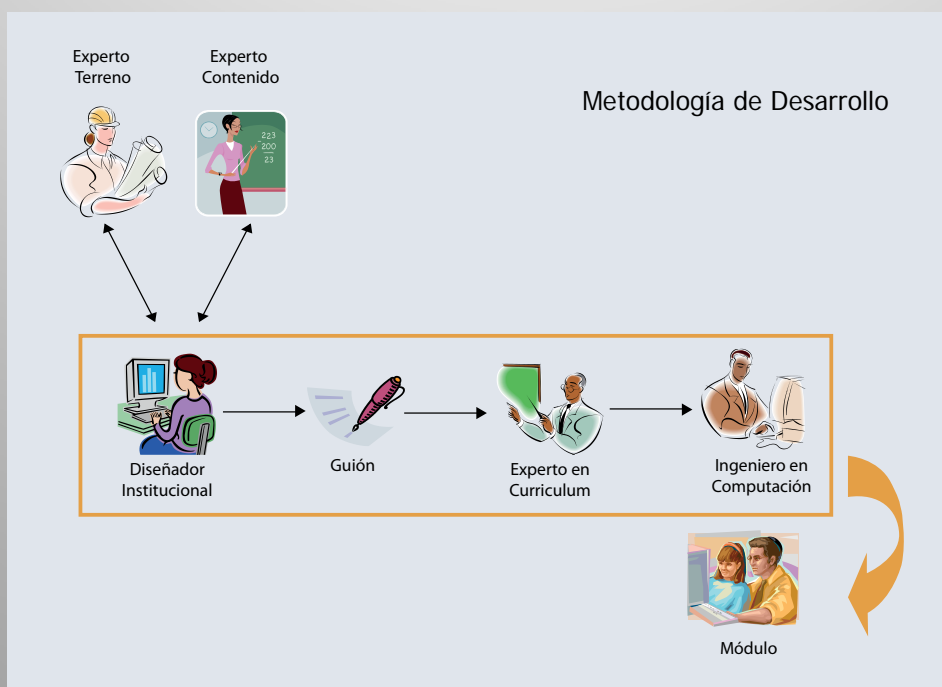 Experto
Terreno
Experto
Contenido
Metodología de Desarrollo
223
200
23
Diseñador
Institucional
Guión
Experto en
Curriculum
Ingeniero en
Computación
Módulo